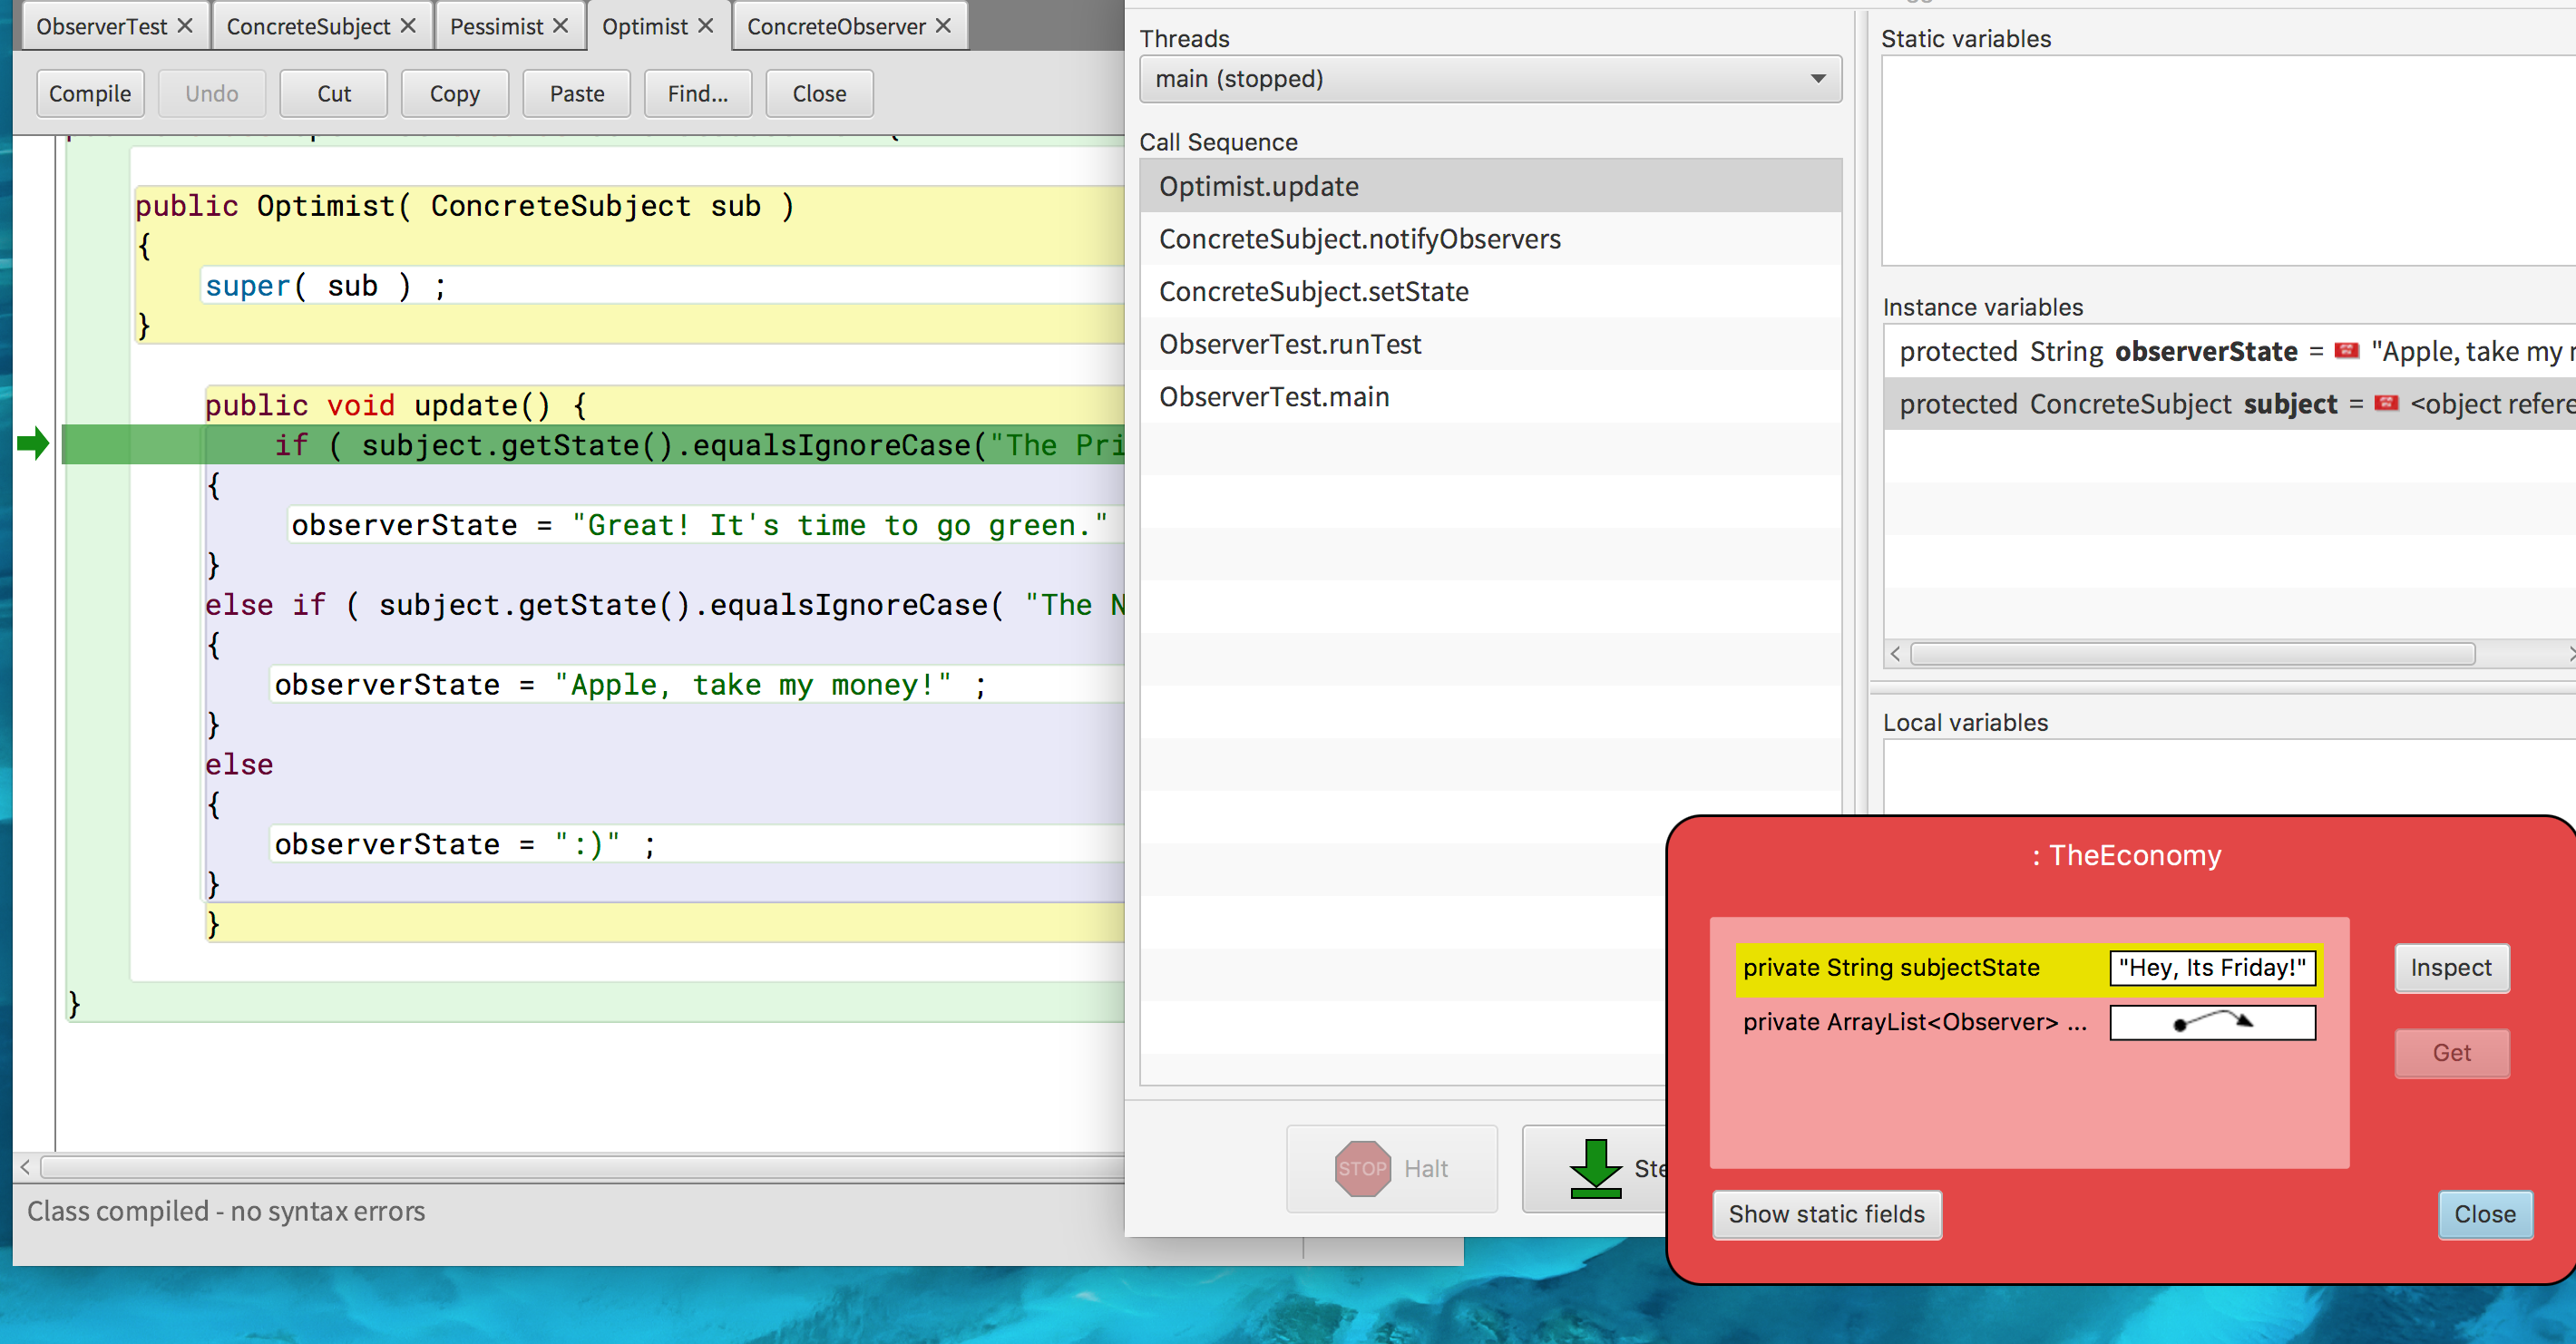 ObserverTest ConcreteSubject Pessimist Optimist ConcreteObserver
Compile Undo Cut Copy Paste Find... Close
public Optimist( ConcreteSubject sub )
{
super( sub ) ;
}
public void update() {
if ( subject.getState().equalsIgnoreCase("The Pri
{
observerState = "Great! It's time to go green."
}
else if ( subject.getState().equalsIgnoreCase( "The N
{
observerState = "Apple, take my money!" ;
}
else
{
observerState = ":)" ;
}
}
}
Class compiled - no syntax errors
Threads
main (stopped)
Call Sequence
Optimist.update
ConcreteSubject.notifyObservers
ConcreteSubject.setState
ObserverTest.runTest
ObserverTest.main
STOP Halt
Ste
Static variables
Instance variables
protected String observerState = "Apple, take my
protected ConcreteSubject subject = <object refere
Local variables
: TheEconomy
private String subjectState "Hey, Its Friday!"
private ArrayList<Observer> ...
Inspect
Get
Show static fields
Close